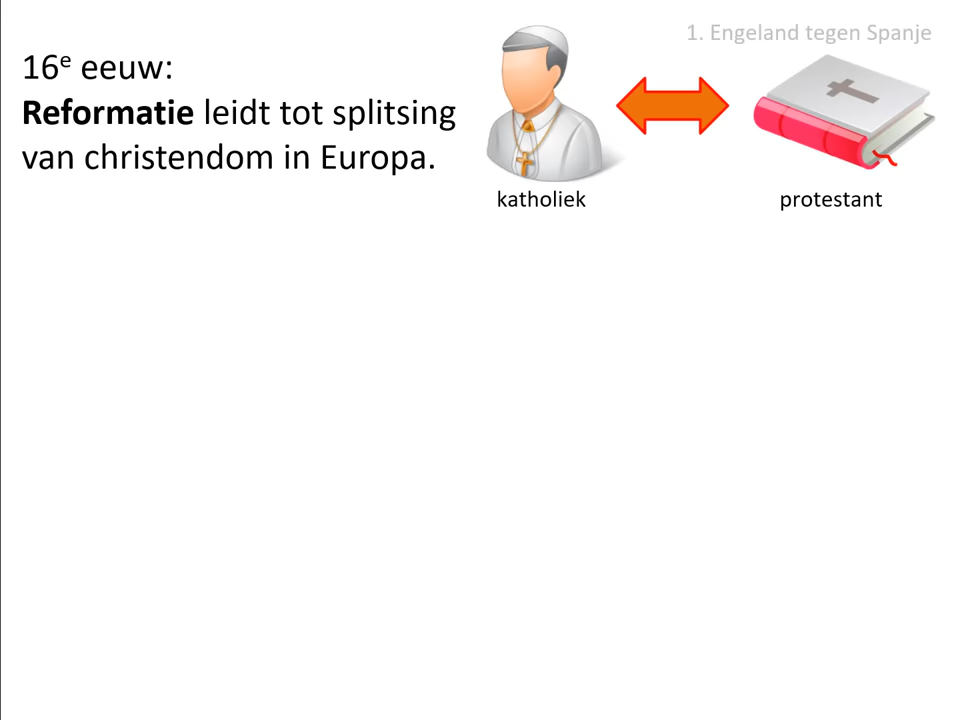 1. Engeland tegen Spanje
16e eeuw:
Reformatie leidt tot splitsing
van christendom in Europa.
katholiek
protestant